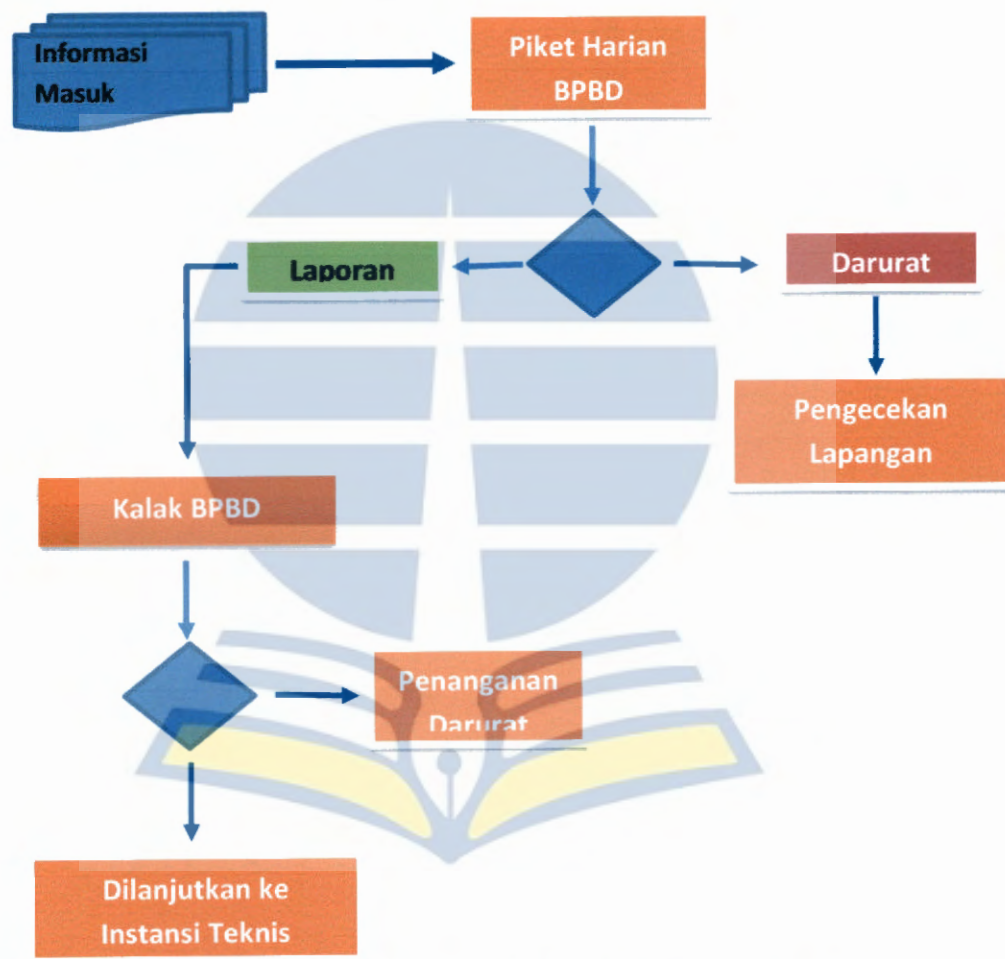 Informasi
Masuk
Piket Harian
BPBD
Laporan
Darurat
Pengecekan
Lapangan
Kalak BPBD
Penanganan
Darurat
Dilanjutkan ke
Instansi Teknis